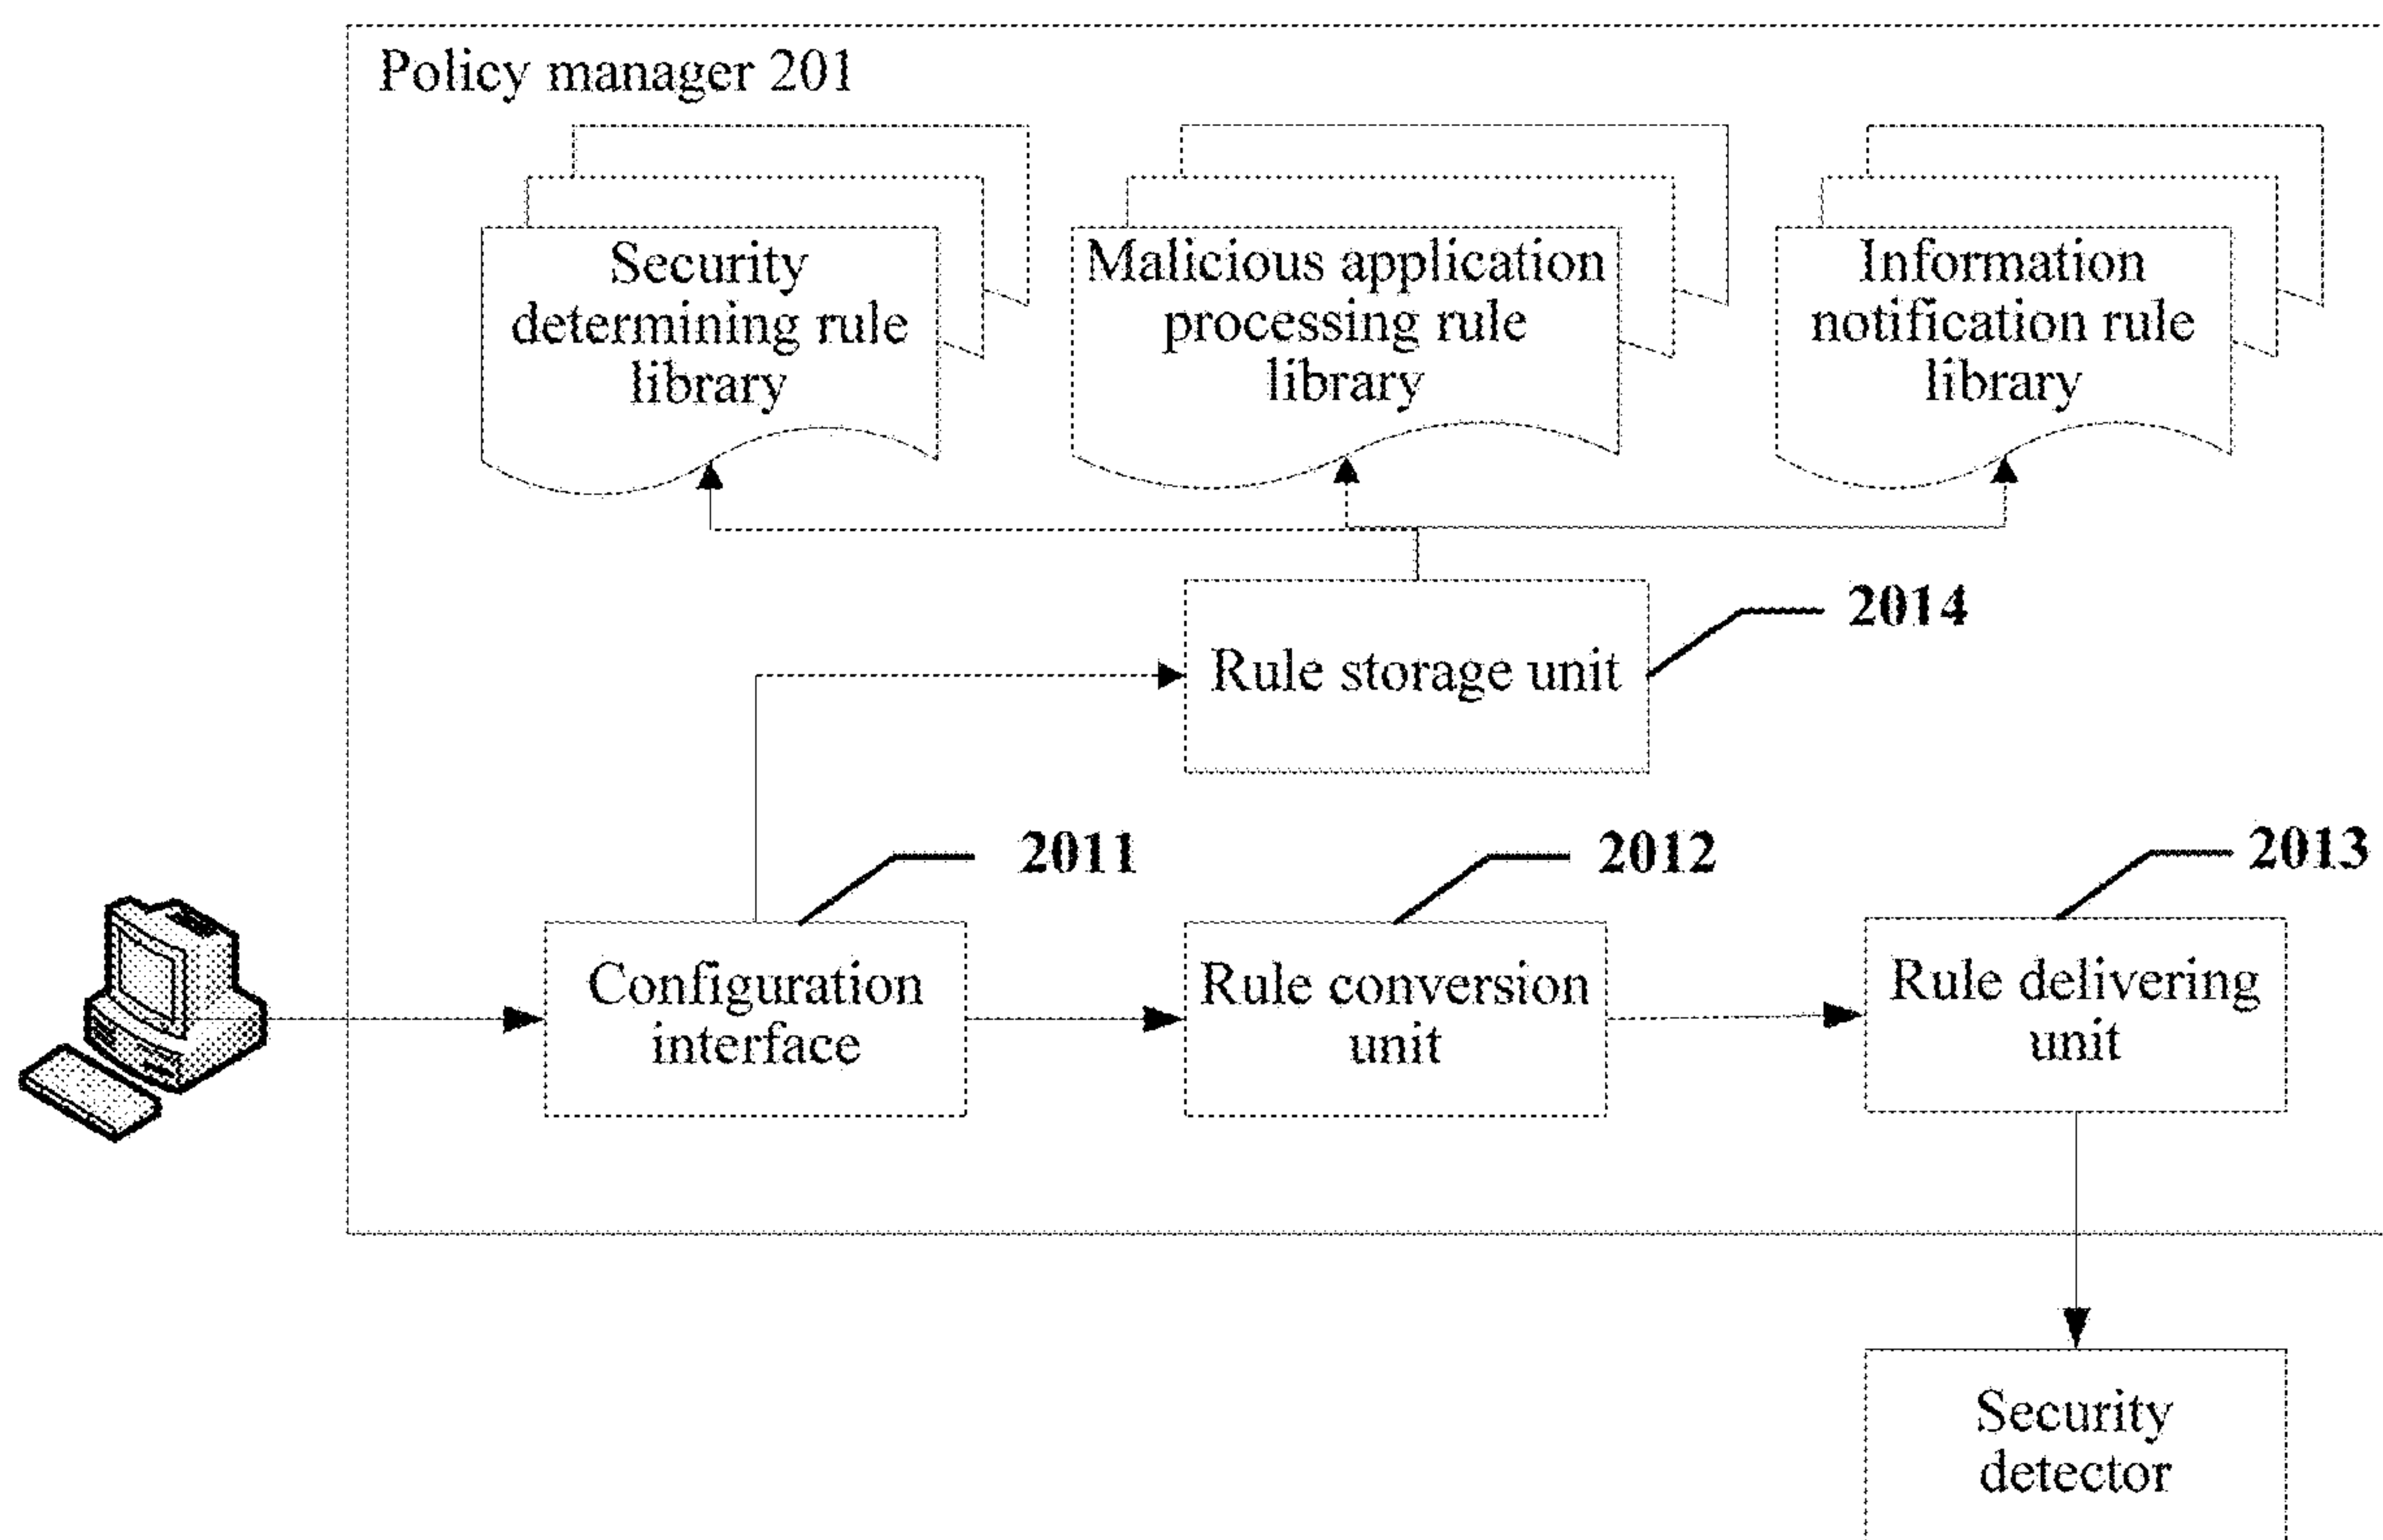 Policy manager 201
Security
determining rule
library
Malicious application
processing rule
library
Information
notification rule
library
2014
Rule storage unit
2011
2012
2013
Configuration
interface
Rule conversion
unit
Rule delivering
unit
Security
detector